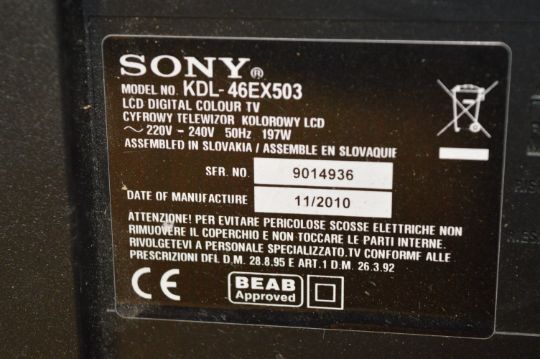 SONY®
MODEL NO. KDL-46EX503
LCD DIGITAL COLOUR TV
CYFROWY TELEWIZOR KOLOROWY LCD
~ 220V - 240V 50Hz 197W
ASSEMBLED IN SLOVAKIA / ASSEMBLE EN SLOVAQUIE
SER. NO. 9014936
DATE OF MANUFACTURE 11/2010
ATTENZIONE! PER EVITARE PERICOLOSE SCOSSE ELETTRICHE NON
RIMUOVERE IL COPERCHIO E NON TOCCARE LE PARTI INTERNE.
RIVOLGETEVI A PERSONALE SPECIALIZZATO.TV CONFORME ALLE
PRESCRIZIONI DEL D.M. 28.8.95 E ART.1 D.M. 26.3.92
CE
BEAB
Approved